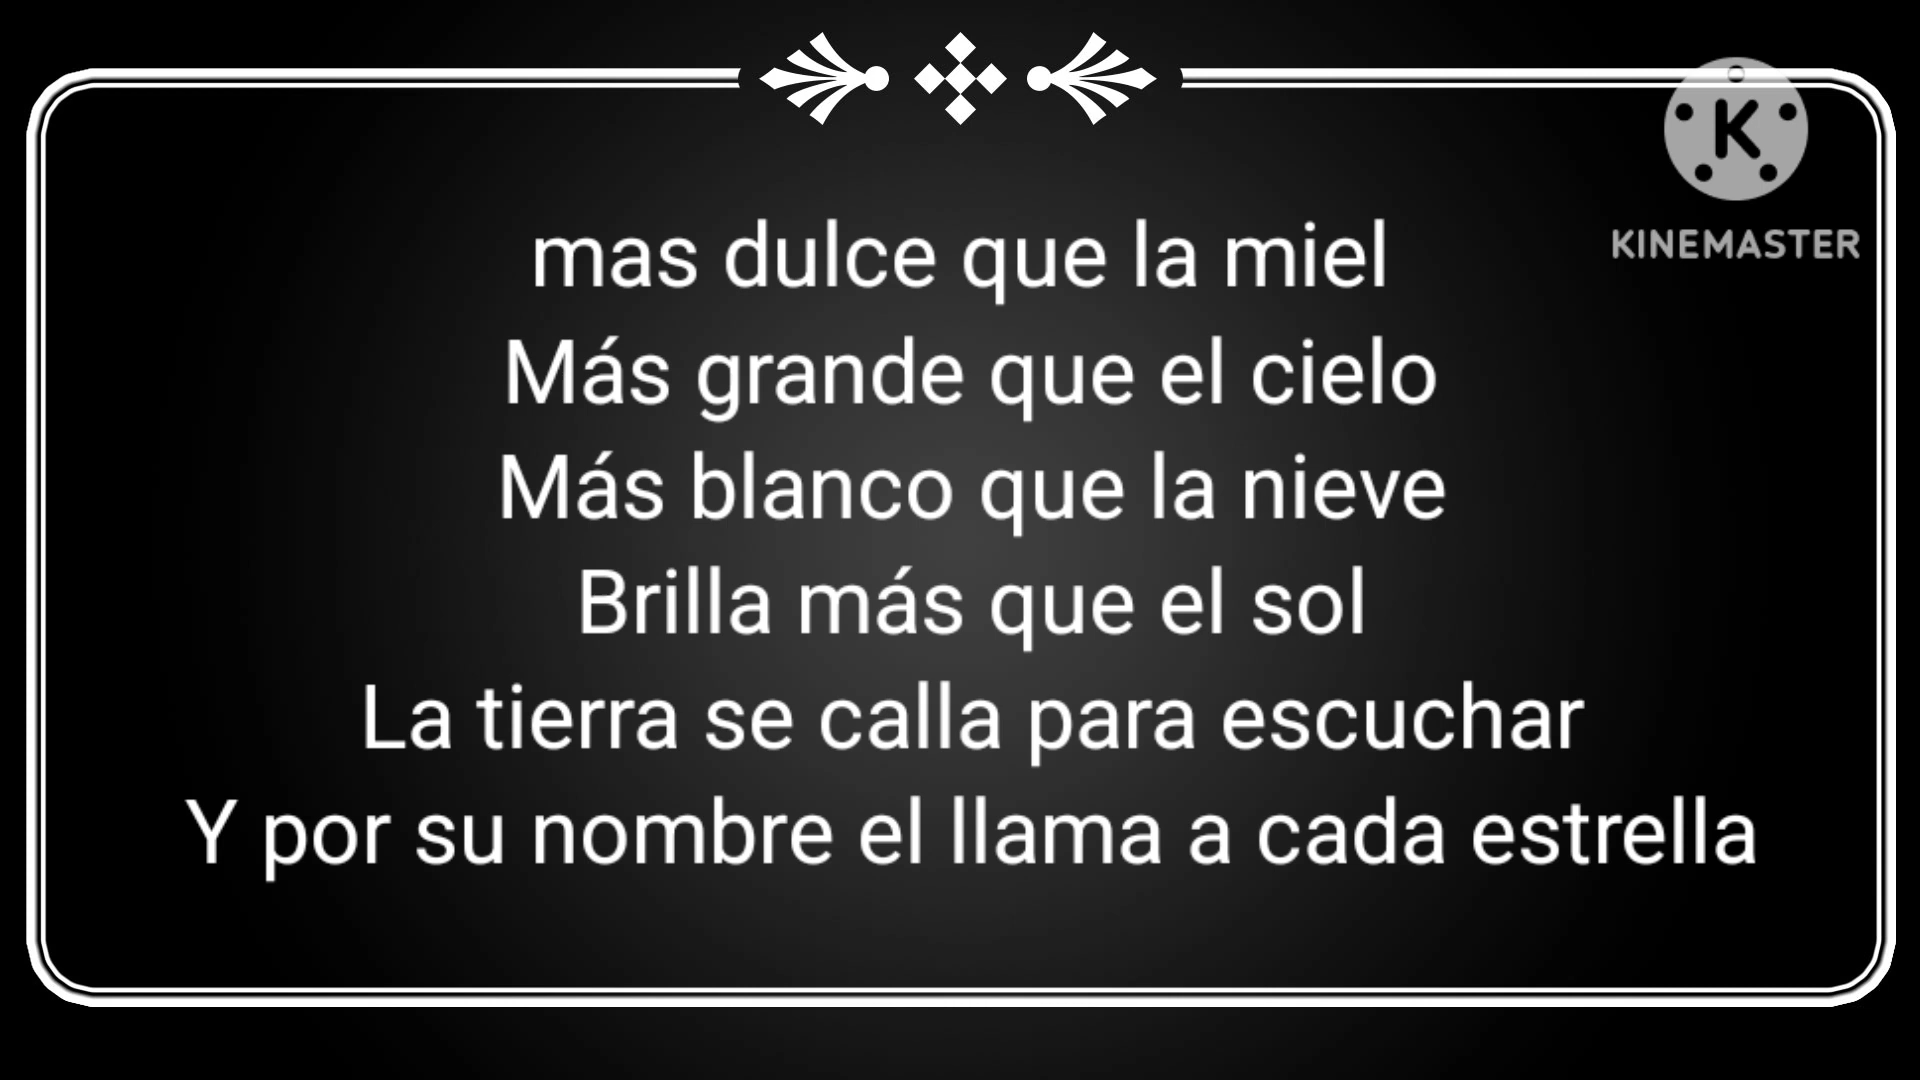 K
KINEMASTER
mas dulce que la miel
Más grande que el cielo
Más blanco que la nieve
Brilla más que el sol
La tierra se calla para escuchar
Y por su nombre el llama a cada estrella